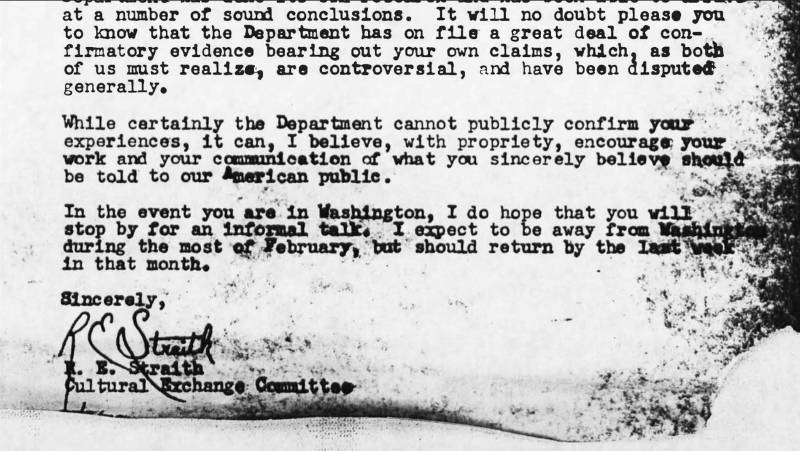 at a number of sound conclusions. It will no doubt please you
to know that the Department has on file a great deal of con-
firmatory evidence bearing out your own claims, which, as both
of us must realize, are controversial, and have been disputed
generally.
While certainly the Department cannot publicly confirm your
experiences, it can, I believe, with propriety, encourage your
work and your communication of what you sincerely believe should
be told to our American public.
In the event you are in Washington, I do hope that you will
stop by for an informal talk. I expect to be away from Washington
during the most of February, but should return by the last week
in that month.
Sincerely,
R E Straith
R. E. Straith
Cultural Exchange Committee